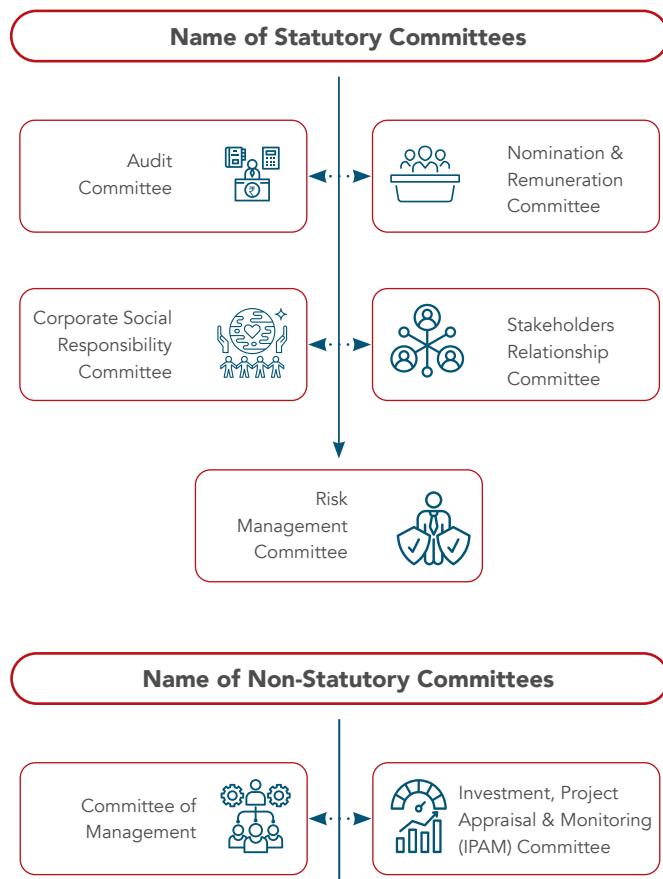 Name of Statutory Committees
Audit
Committee
₹
Nomination &
Remuneration
Committee
Corporate Social
Responsibility
Committee
Stakeholders
Relationship
Committee
Risk
Management
Committee
Name of Non-Statutory Committees
Committee of
Management
Investment, Project
Appraisal & Monitoring
(IPAM) Committee